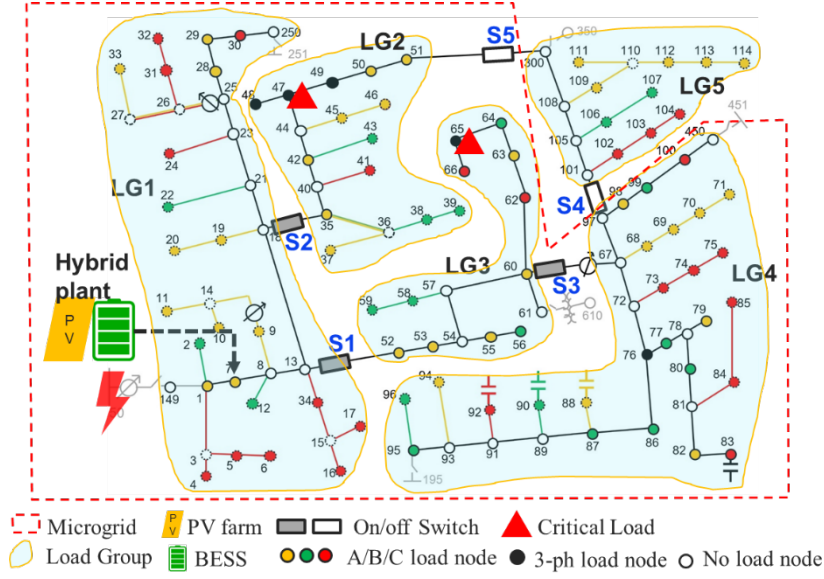 32 29 30 250 251
33 28 31 26 27 25
LG2 50 51 S5 350 300
47 49 48 46 45
111 110 112 113 114
109 107 LG5 108 106 104 103 102 105 101
44 43 42 41 40
65 64 63 66 62
451 450
LG1 23 24 22 21
20 19 18 S2 35 36 38 39 37
S4 100 99 98 97 71 70 69 68
Hybrid
plant
P
V
LG3 60 S3 67 LG4
59 58 57 61 610
75 74 73 72 85
11 14 10 9 2 7 8 13 S1
52 53 54 55 56
149 1 12
76 77 78 79 80 81 84
34 17 15 16
3 4 5 6
96 94 92 90 88
95 93 91 89 87 86 82 83
195
Microgrid
P
V
PV farm
On/off Switch
Critical Load
Load Group
BESS
A/B/C load node
3-ph load node
No load node